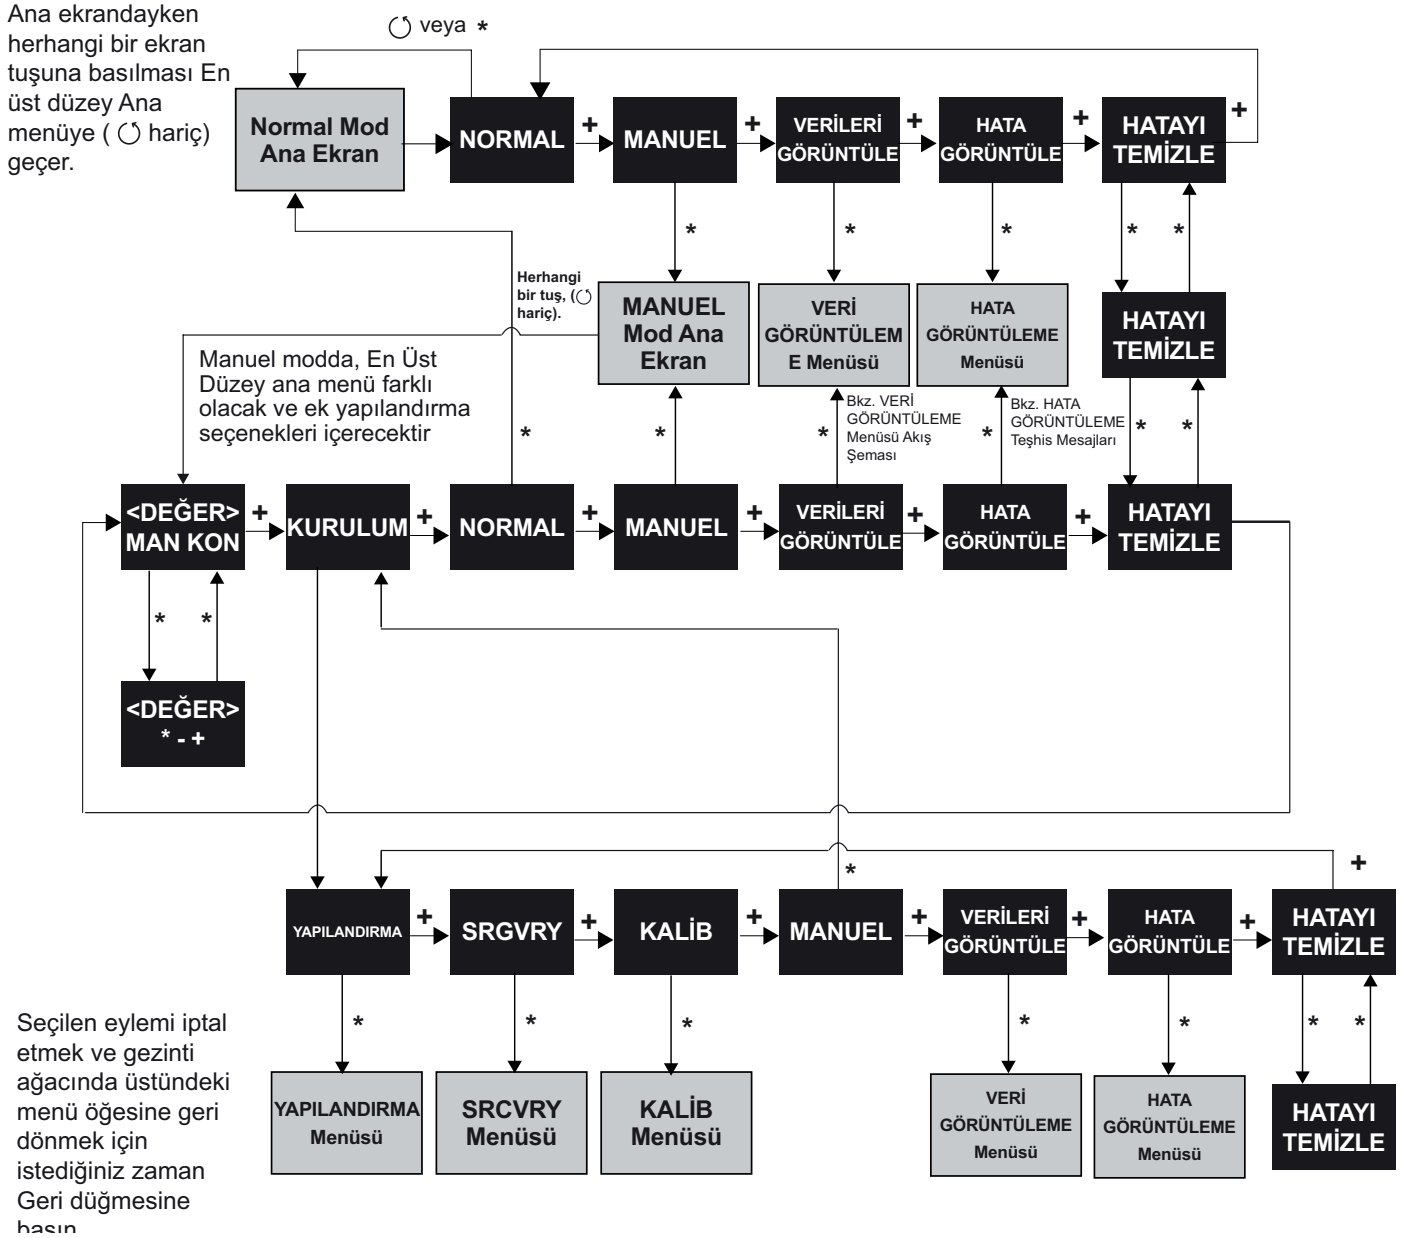 Ana ekrandayken
herhangi bir ekran
tuşuna basılması En
üst düzey Ana
menüye ( ↺ hariç)
geçer.
↺ veya *
Normal Mod
Ana Ekran
NORMAL
+
MANUEL
+
VERİLERİ
GÖRÜNTÜLE
+
HATA
GÖRÜNTÜLE
+
HATAYI
TEMİZLE
+
*
*
*
*
*
Herhangi
bir tuş, (↺
hariç).
MANUEL
Mod Ana
Ekran
VERİ
GÖRÜNTÜLEM
E Menüsü
HATA
GÖRÜNTÜLEME
Menüsü
HATAYI
TEMİZLE
Manuel modda, En Üst
Düzey ana menü farklı
olacak ve ek yapılandırma
seçenekleri içerecektir
*
*
*
Bkz. VERİ
GÖRÜNTÜLEME
Menüsü Akış
Şeması
*
Bkz. HATA
GÖRÜNTÜLEME
Teşhis Mesajları
*
*
<DEĞER>
MAN KON
+
KURULUM
+
NORMAL
+
MANUEL
+
VERİLERİ
GÖRÜNTÜLE
+
HATA
GÖRÜNTÜLE
+
HATAYI
TEMİZLE
*
*
<DEĞER>
* - +
*
+
YAPILANDIRMA
+
SRGVRY
+
KALİB
+
MANUEL
+
VERİLERİ
GÖRÜNTÜLE
+
HATA
GÖRÜNTÜLE
+
HATAYI
TEMİZLE
*
*
*
*
*
*
*
YAPILANDIRMA
Menüsü
SRCVRY
Menüsü
KALİB
Menüsü
VERİ
GÖRÜNTÜLEME
Menüsü
HATA
GÖRÜNTÜLEME
Menüsü
HATAYI
TEMİZLE
Seçilen eylemi iptal
etmek ve gezinti
ağacında üstündeki
menü öğesine geri
dönmek için
istediğiniz zaman
Geri düğmesine
basın